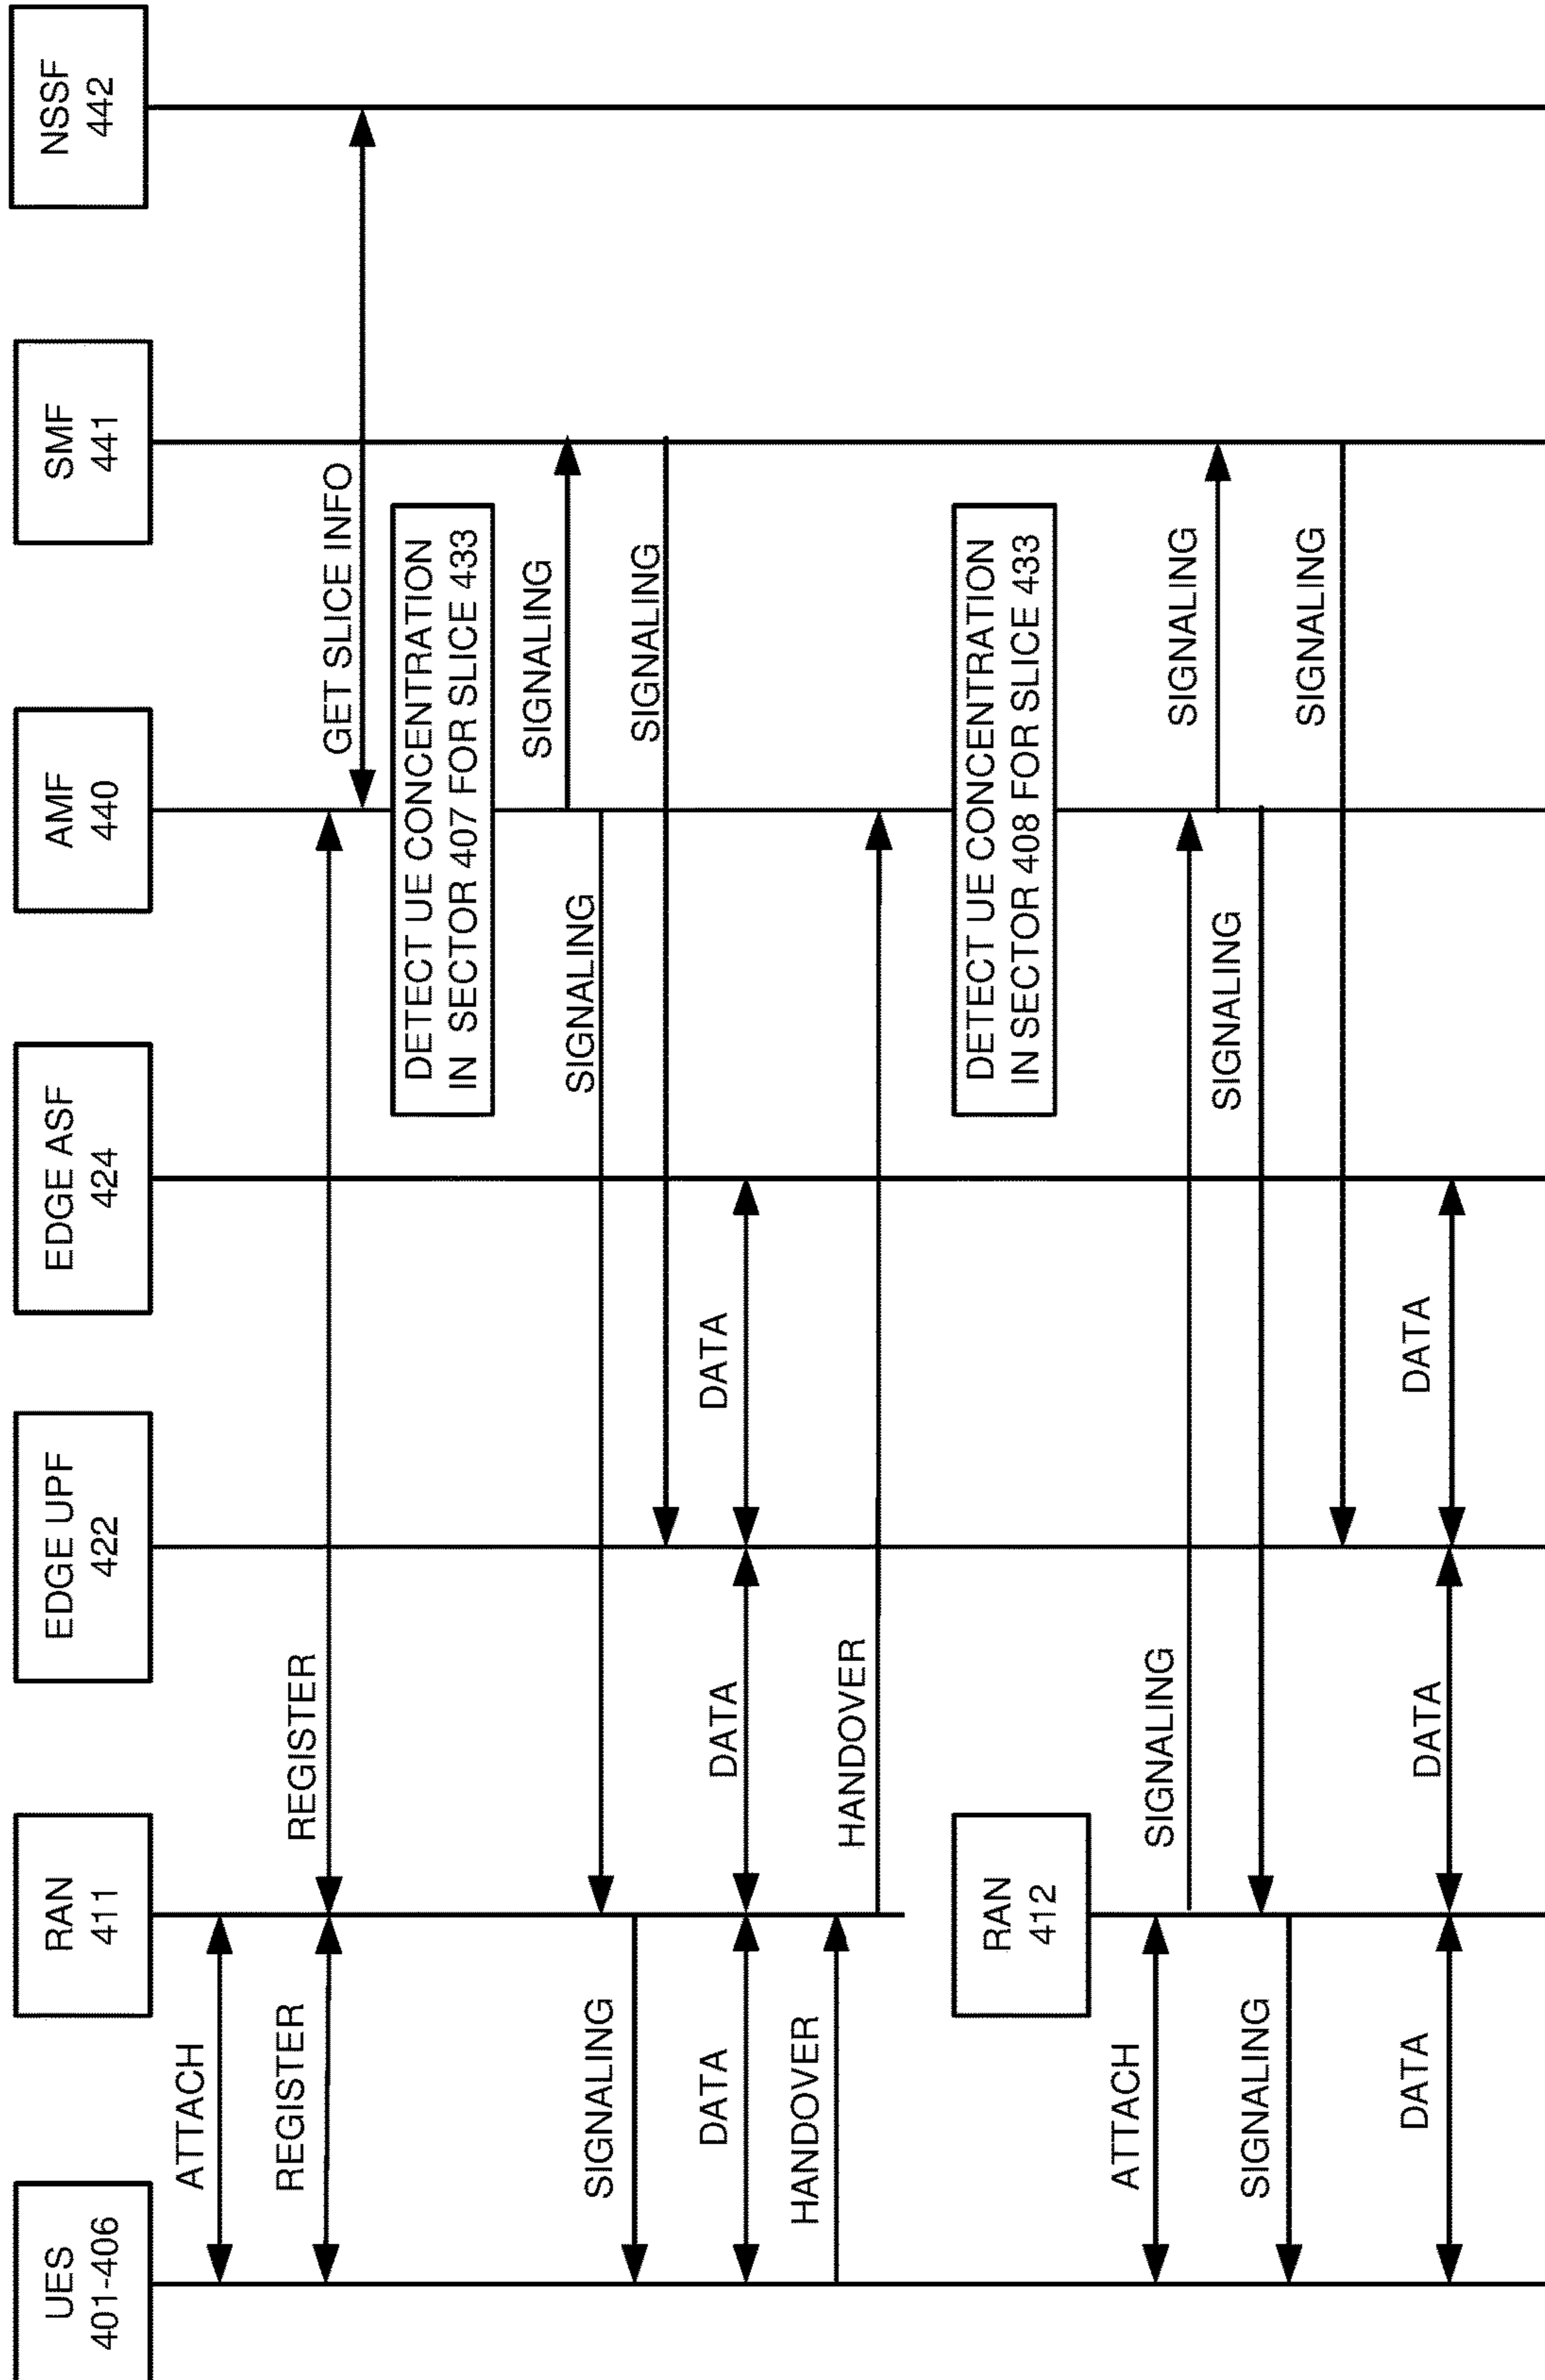 UES
401-406
RAN
411
EDGE UPF
422
EDGE ASF
424
AMF
440
SMF
441
NSSF
442
ATTACH
REGISTER
REGISTER
GET SLICE INFO
DETECT UE CONCENTRATION
IN SECTOR 407 FOR SLICE 433
SIGNALING
SIGNALING
SIGNALING
SIGNALING
DATA
DATA
DATA
HANDOVER
HANDOVER
RAN
412
DETECT UE CONCENTRATION
IN SECTOR 408 FOR SLICE 433
ATTACH
SIGNALING
SIGNALING
SIGNALING
SIGNALING
SIGNALING
DATA
DATA
DATA